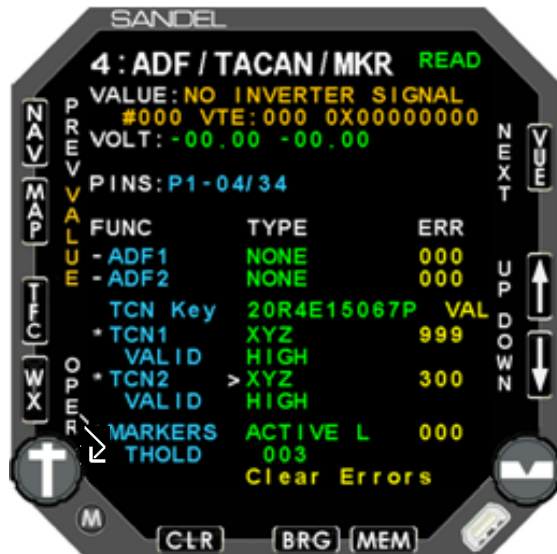 SANDEL
4:ADF/TACAN/MKR READ
VALUE:NO INVERTER SIGNAL
#000 VTE:000 0X00000000
VOLT:-00.00 -00.00
PINS:P1-04/34
FUNC TYPE ERR
-ADF1 NONE 000
-ADF2 NONE 000
TCN Key 20R4E15067P VAL
*TCN1 XYZ 999
VALID HIGH
*TCN2 >XYZ 300
VALID HIGH
MARKERS ACTIVE L 000
THOLD 003
Clear Errors
NAV
MAP
TFC
WX
PREV VALUE
OPER
NEXT
UP DOWN
VUE
M
CLR
BRG
MEM